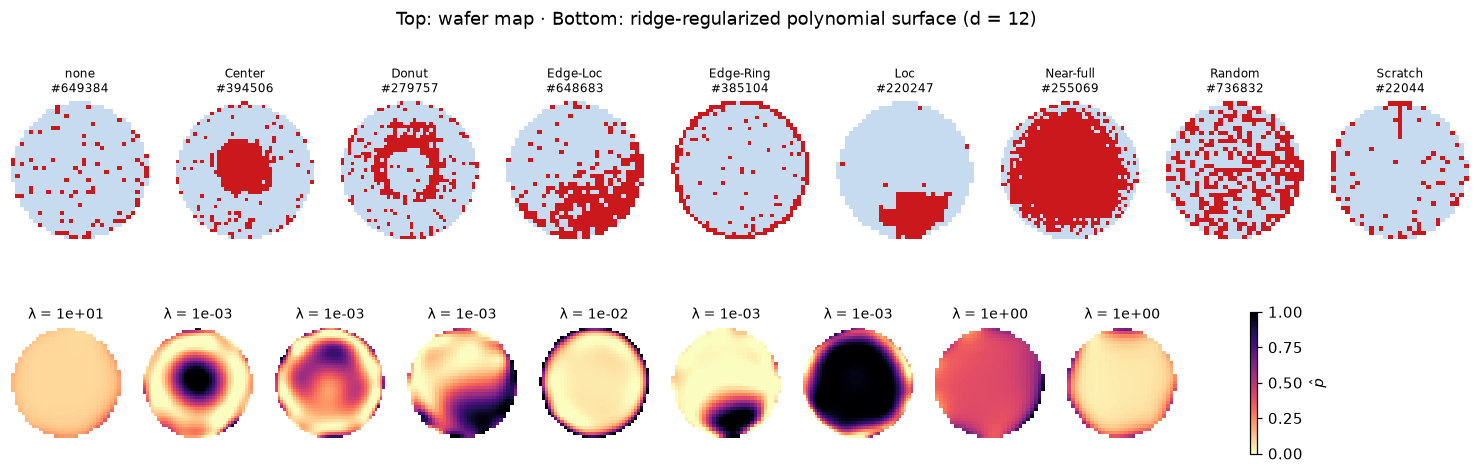 Top: wafer map · Bottom: ridge-regularized polynomial surface (d = 12)
none
#649384
Center
#394506
Donut
#279757
Edge-Loc
#648683
Edge-Ring
#385104
Loc
#220247
Near-full
#255069
Random
#736832
Scratch
#22044
λ = 1e+01
λ = 1e-03
λ = 1e-03
λ = 1e-03
λ = 1e-02
λ = 1e-03
λ = 1e-03
λ = 1e+00
λ = 1e+00
1.00
0.75
0.50
0.25
0.00
p̂